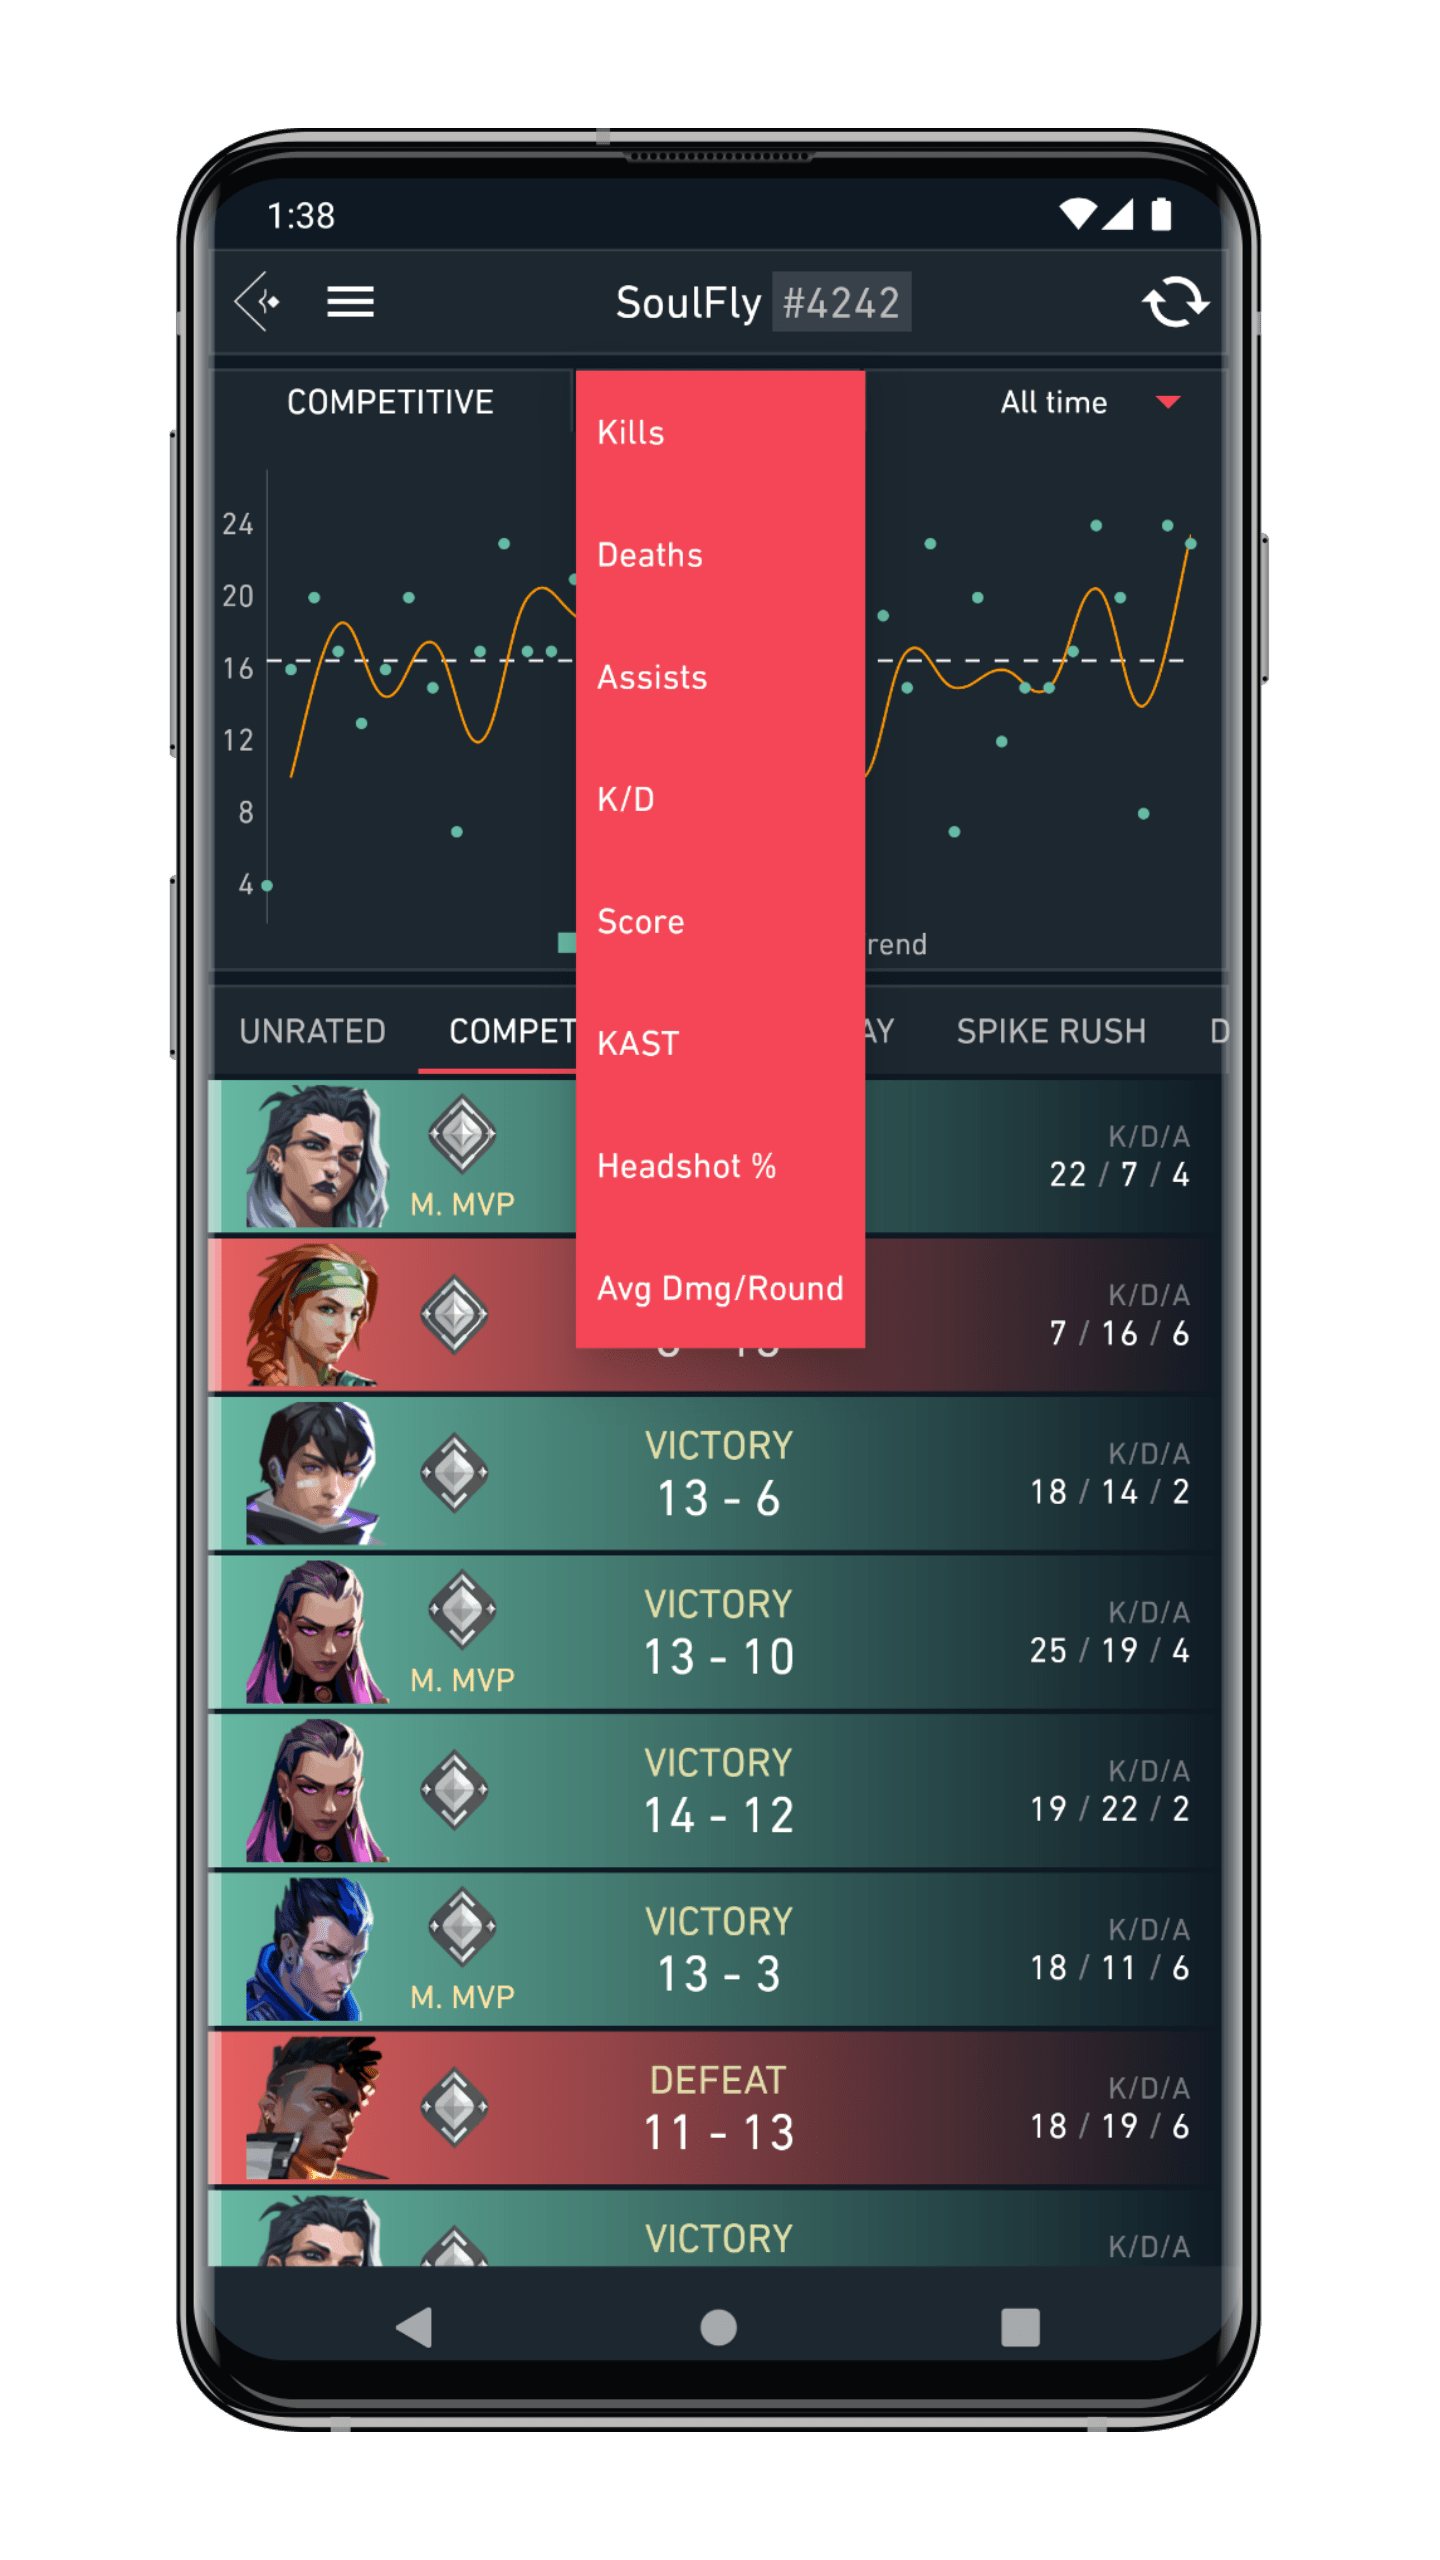 1:38
SoulFly #4242
COMPETITIVE
All time
Kills
Deaths
Assists
K/D
Score
KAST
Headshot %
Avg Dmg/Round
24
20
16
12
8
4
rend
UNRATED COMPET AY SPIKE RUSH D
M. MVP
K/D/A
22 / 7 / 4
K/D/A
7 / 16 / 6
VICTORY
13 - 6
K/D/A
18 / 14 / 2
M. MVP
VICTORY
13 - 10
K/D/A
25 / 19 / 4
VICTORY
14 - 12
K/D/A
19 / 22 / 2
M. MVP
VICTORY
13 - 3
K/D/A
18 / 11 / 6
DEFEAT
11 - 13
K/D/A
18 / 19 / 6
VICTORY
K/D/A